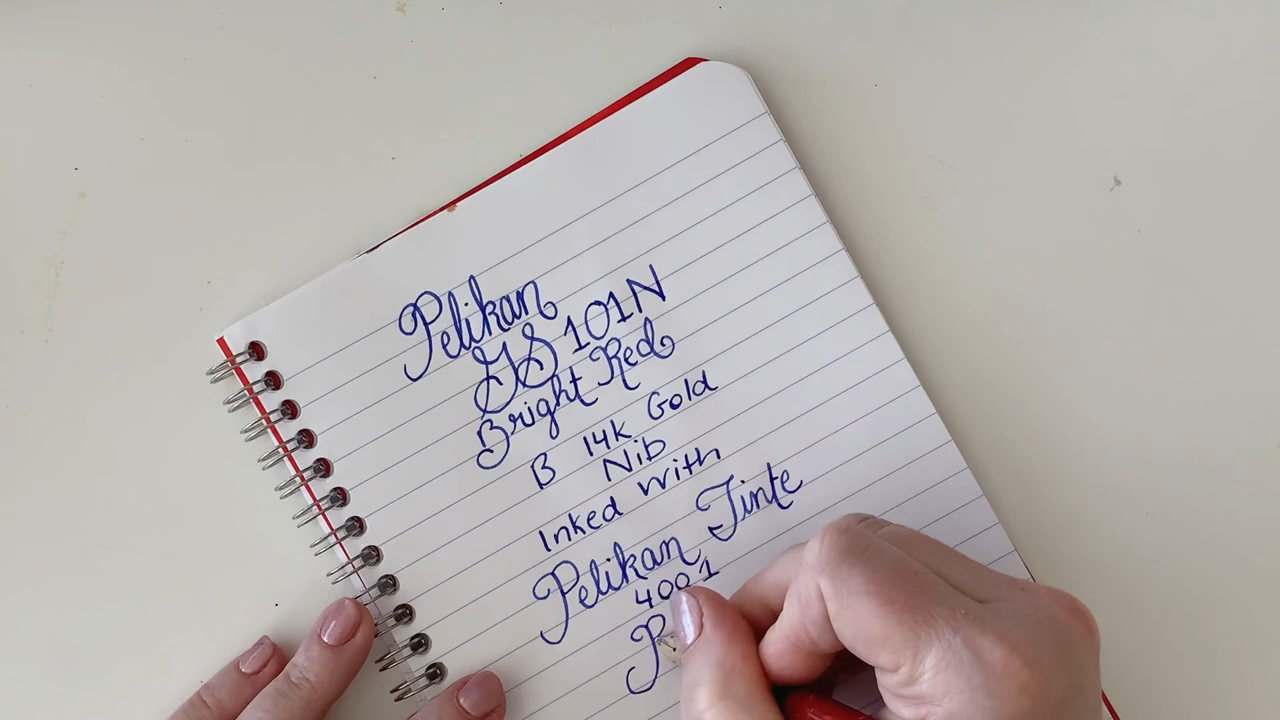 Pelikan
GS 101N
Bright Red
B 14k Gold
Nib
Inked with
Pelikan Tinte
4001
P